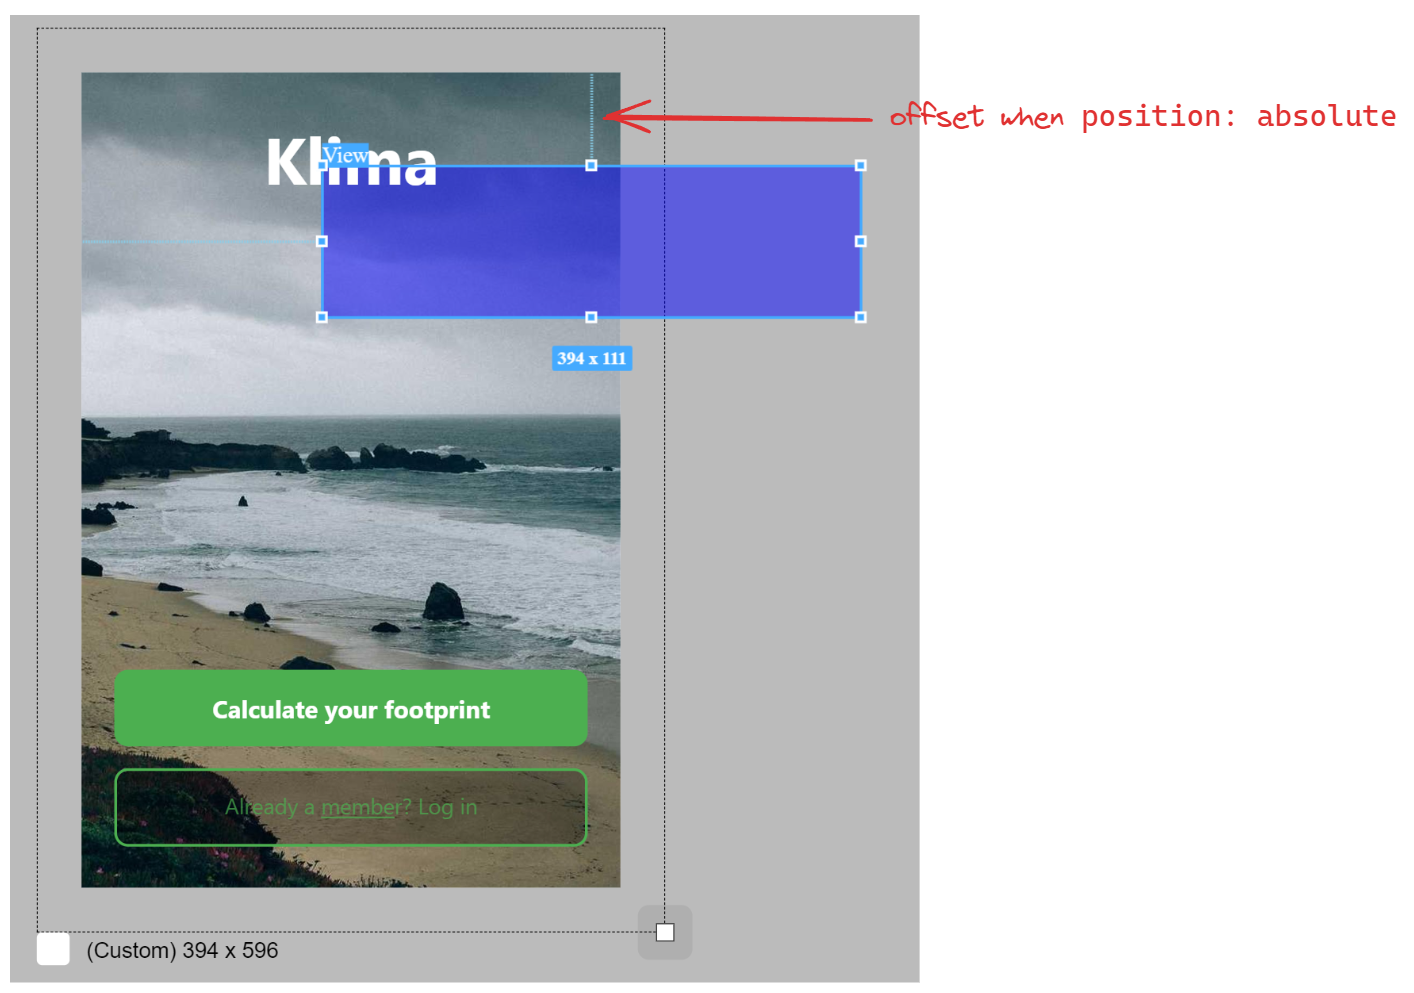 offset when position: absolute
Klima
View
394 x 111
Calculate your footprint
Already a member? Log in
(Custom) 394 x 596